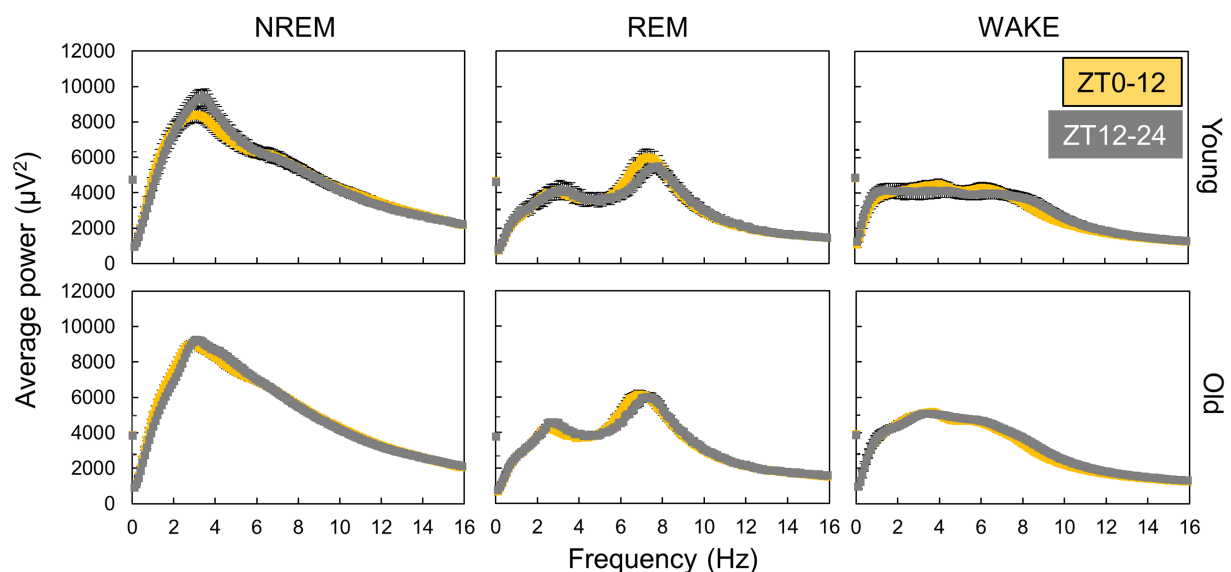 NREM REM WAKE
12000
10000
8000
6000
4000
2000
0
ZT0-12
ZT12-24
Young
12000
10000
8000
6000
4000
2000
0
Old
Average power (µV²)
0 2 4 6 8 10 12 14 16 0 2 4 6 8 10 12 14 16 0 2 4 6 8 10 12 14 16
Frequency (Hz)